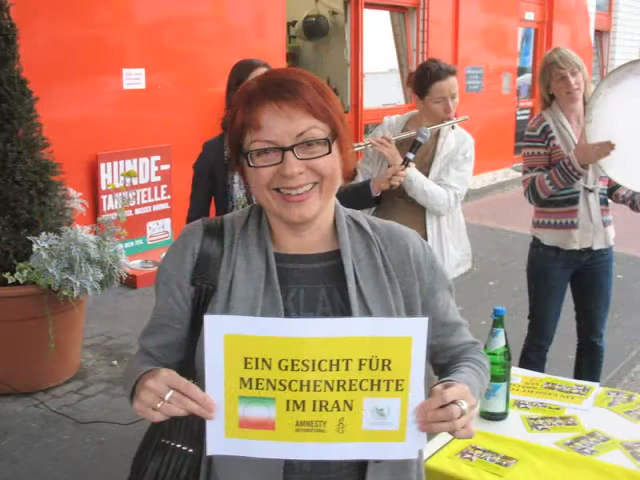 HUNDE-
TANKSTELLE.
EIN GESICHT FÜR
MENSCHENRECHTE
IM IRAN
AMNESTY
INTERNATIONAL